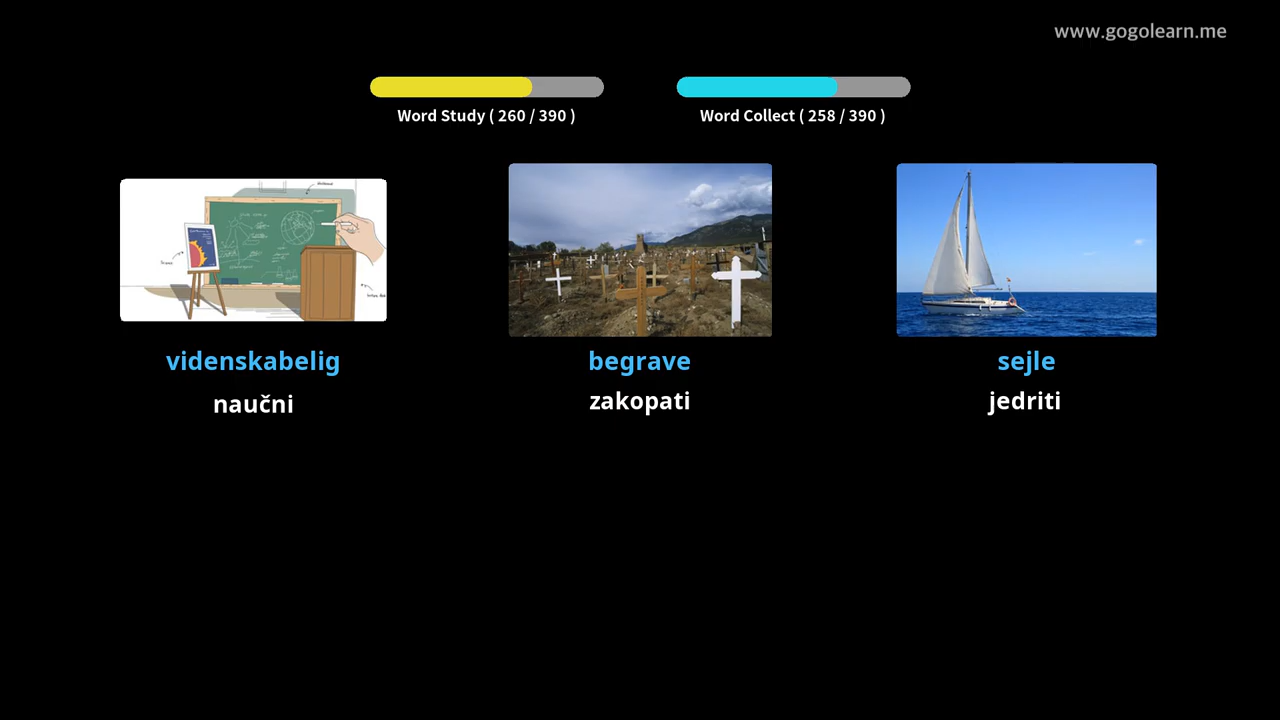 www.gogolearn.me
Word Study ( 260 / 390 )
Word Collect ( 258 / 390 )
videnskabelig
begrave
sejle
naučni
zakopati
jedriti